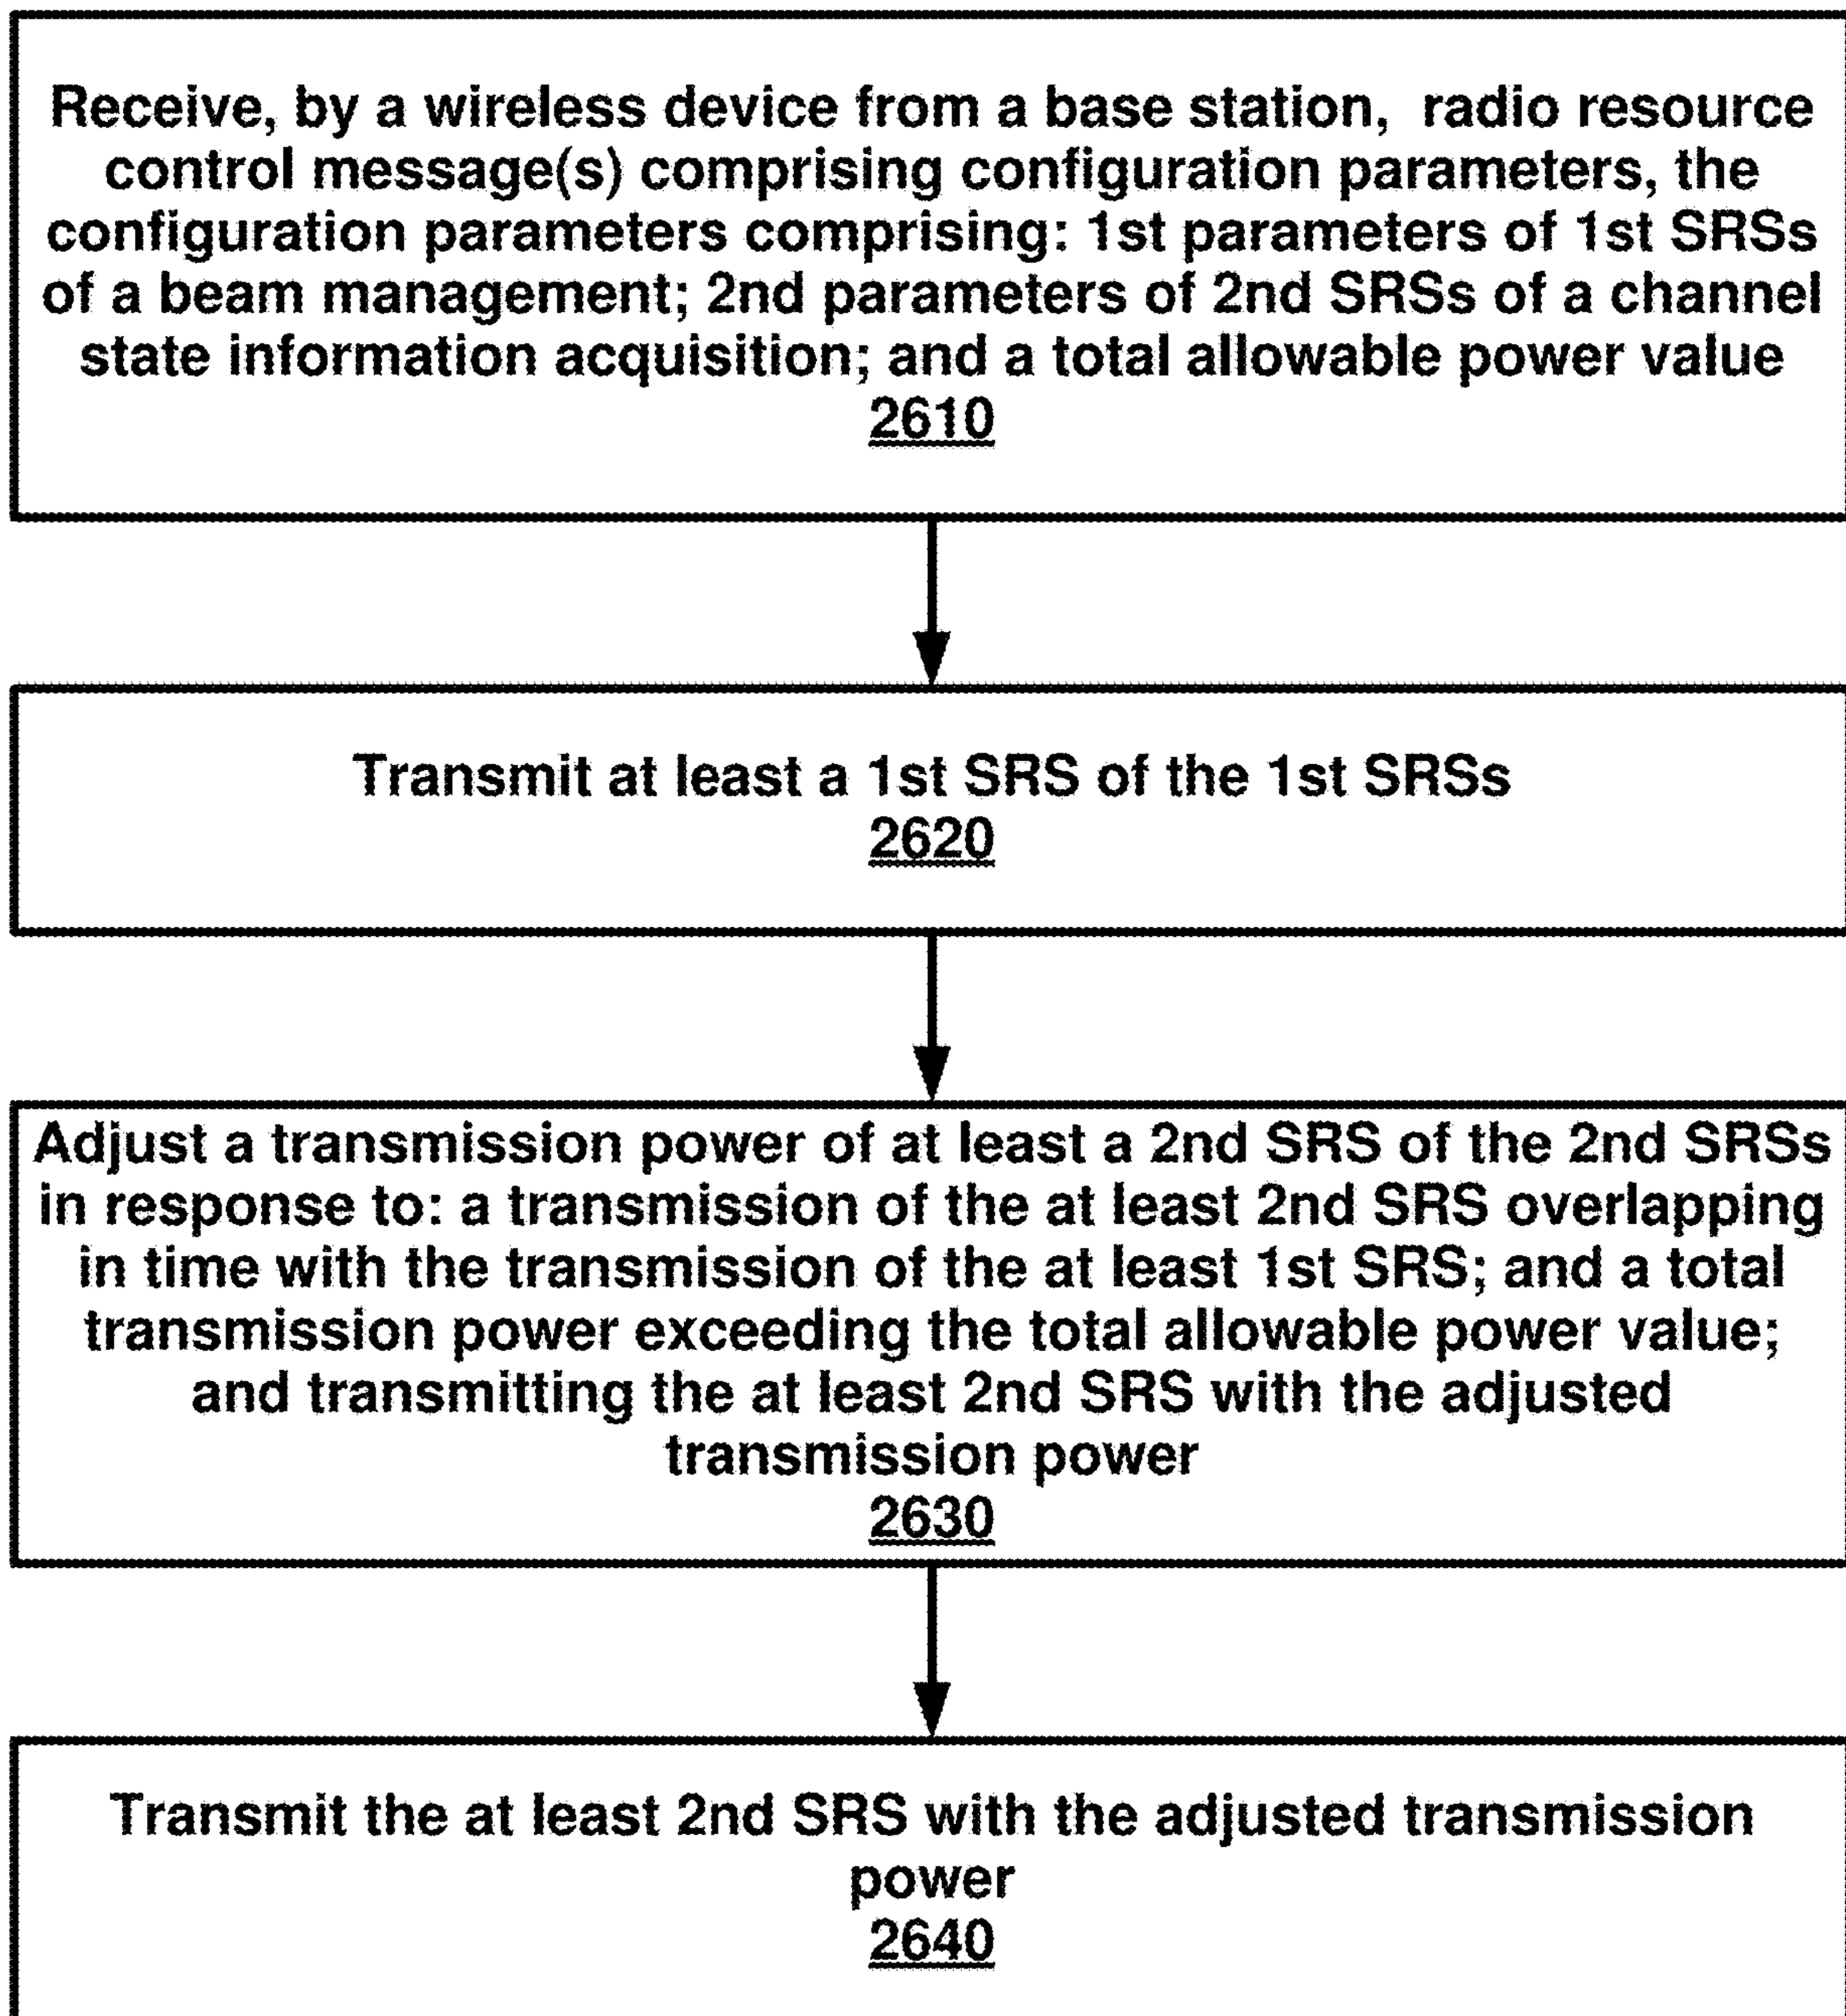 Receive, by a wireless device from a base station, radio resource
control message(s) comprising configuration parameters, the
configuration parameters comprising: 1st parameters of 1st SRSs
of a beam management; 2nd parameters of 2nd SRSs of a channel
state information acquisition; and a total allowable power value
2610
Transmit at least a 1st SRS of the 1st SRSs
2620
Adjust a transmission power of at least a 2nd SRS of the 2nd SRSs
in response to: a transmission of the at least 2nd SRS overlapping
in time with the transmission of the at least 1st SRS; and a total
transmission power exceeding the total allowable power value;
and transmitting the at least 2nd SRS with the adjusted
transmission power
2630
Transmit the at least 2nd SRS with the adjusted transmission
power
2640